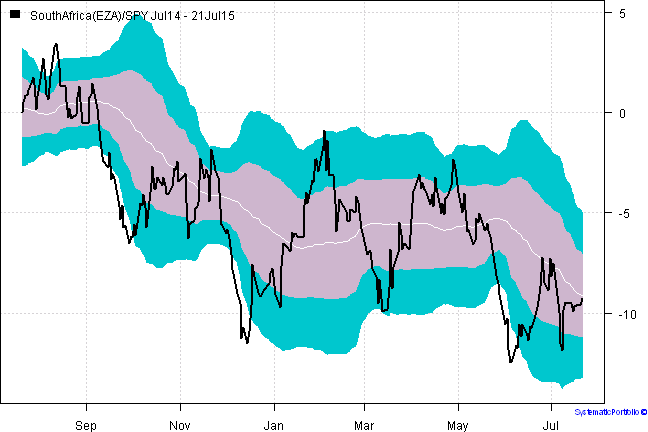 SouthAfrica(EZA)/SPY Jul14 - 21Jul15
5
0
-5
-10
Sep Nov Jan Mar May Jul
SystematicPortfolio ©